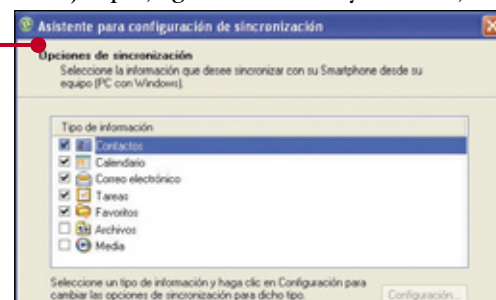 Asistente para configuración de sincronización
Opciones de sincronización
Seleccione la información que desee sincronizar con su Smartphone desde su
equipo (PC con Windows).
Tipo de información
Contactos
Calendario
Correo electrónico
Tareas
Favoritos
Archivos
Media
Seleccione un tipo de información y haga clic en Configuración para
cambiar las opciones de sincronización para dicho tipo.
Configuración...